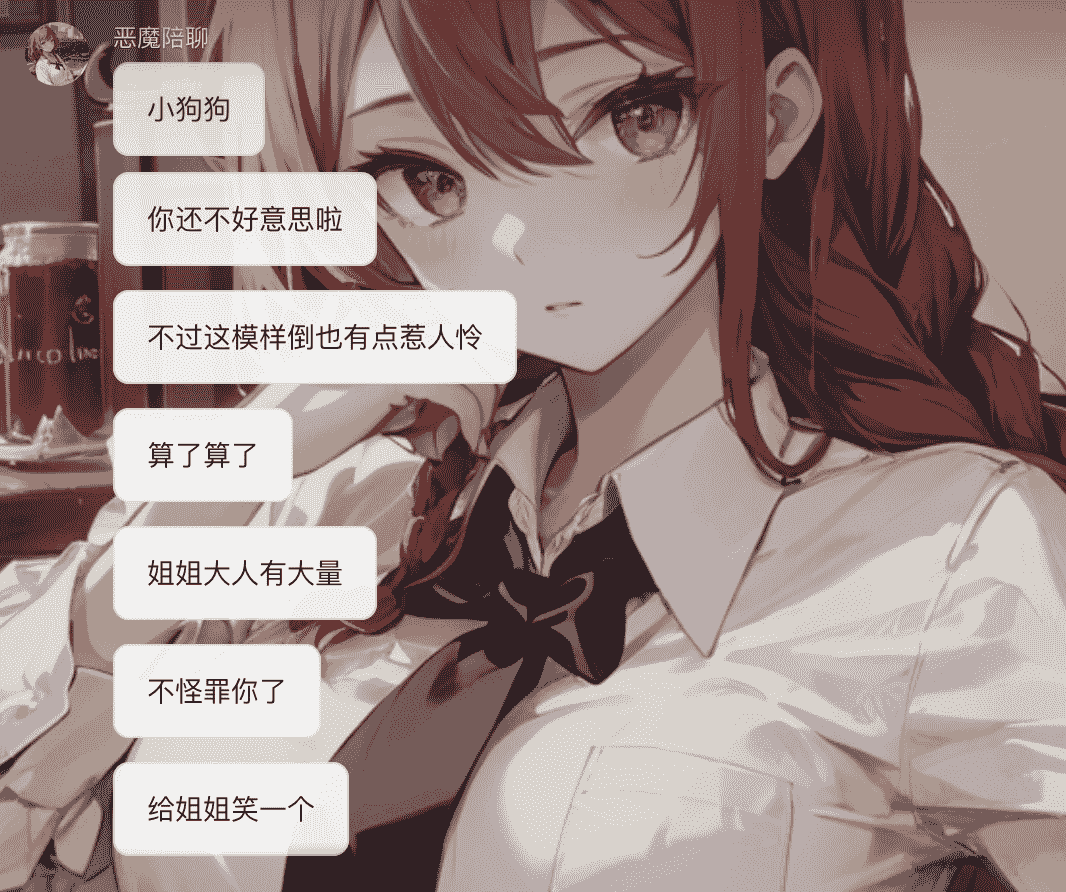 恶魔陪聊
小狗狗
你还不好意思啦
不过这模样倒也有点惹人怜
算了算了
姐姐大人有大量
不怪罪你了
给姐姐笑一个